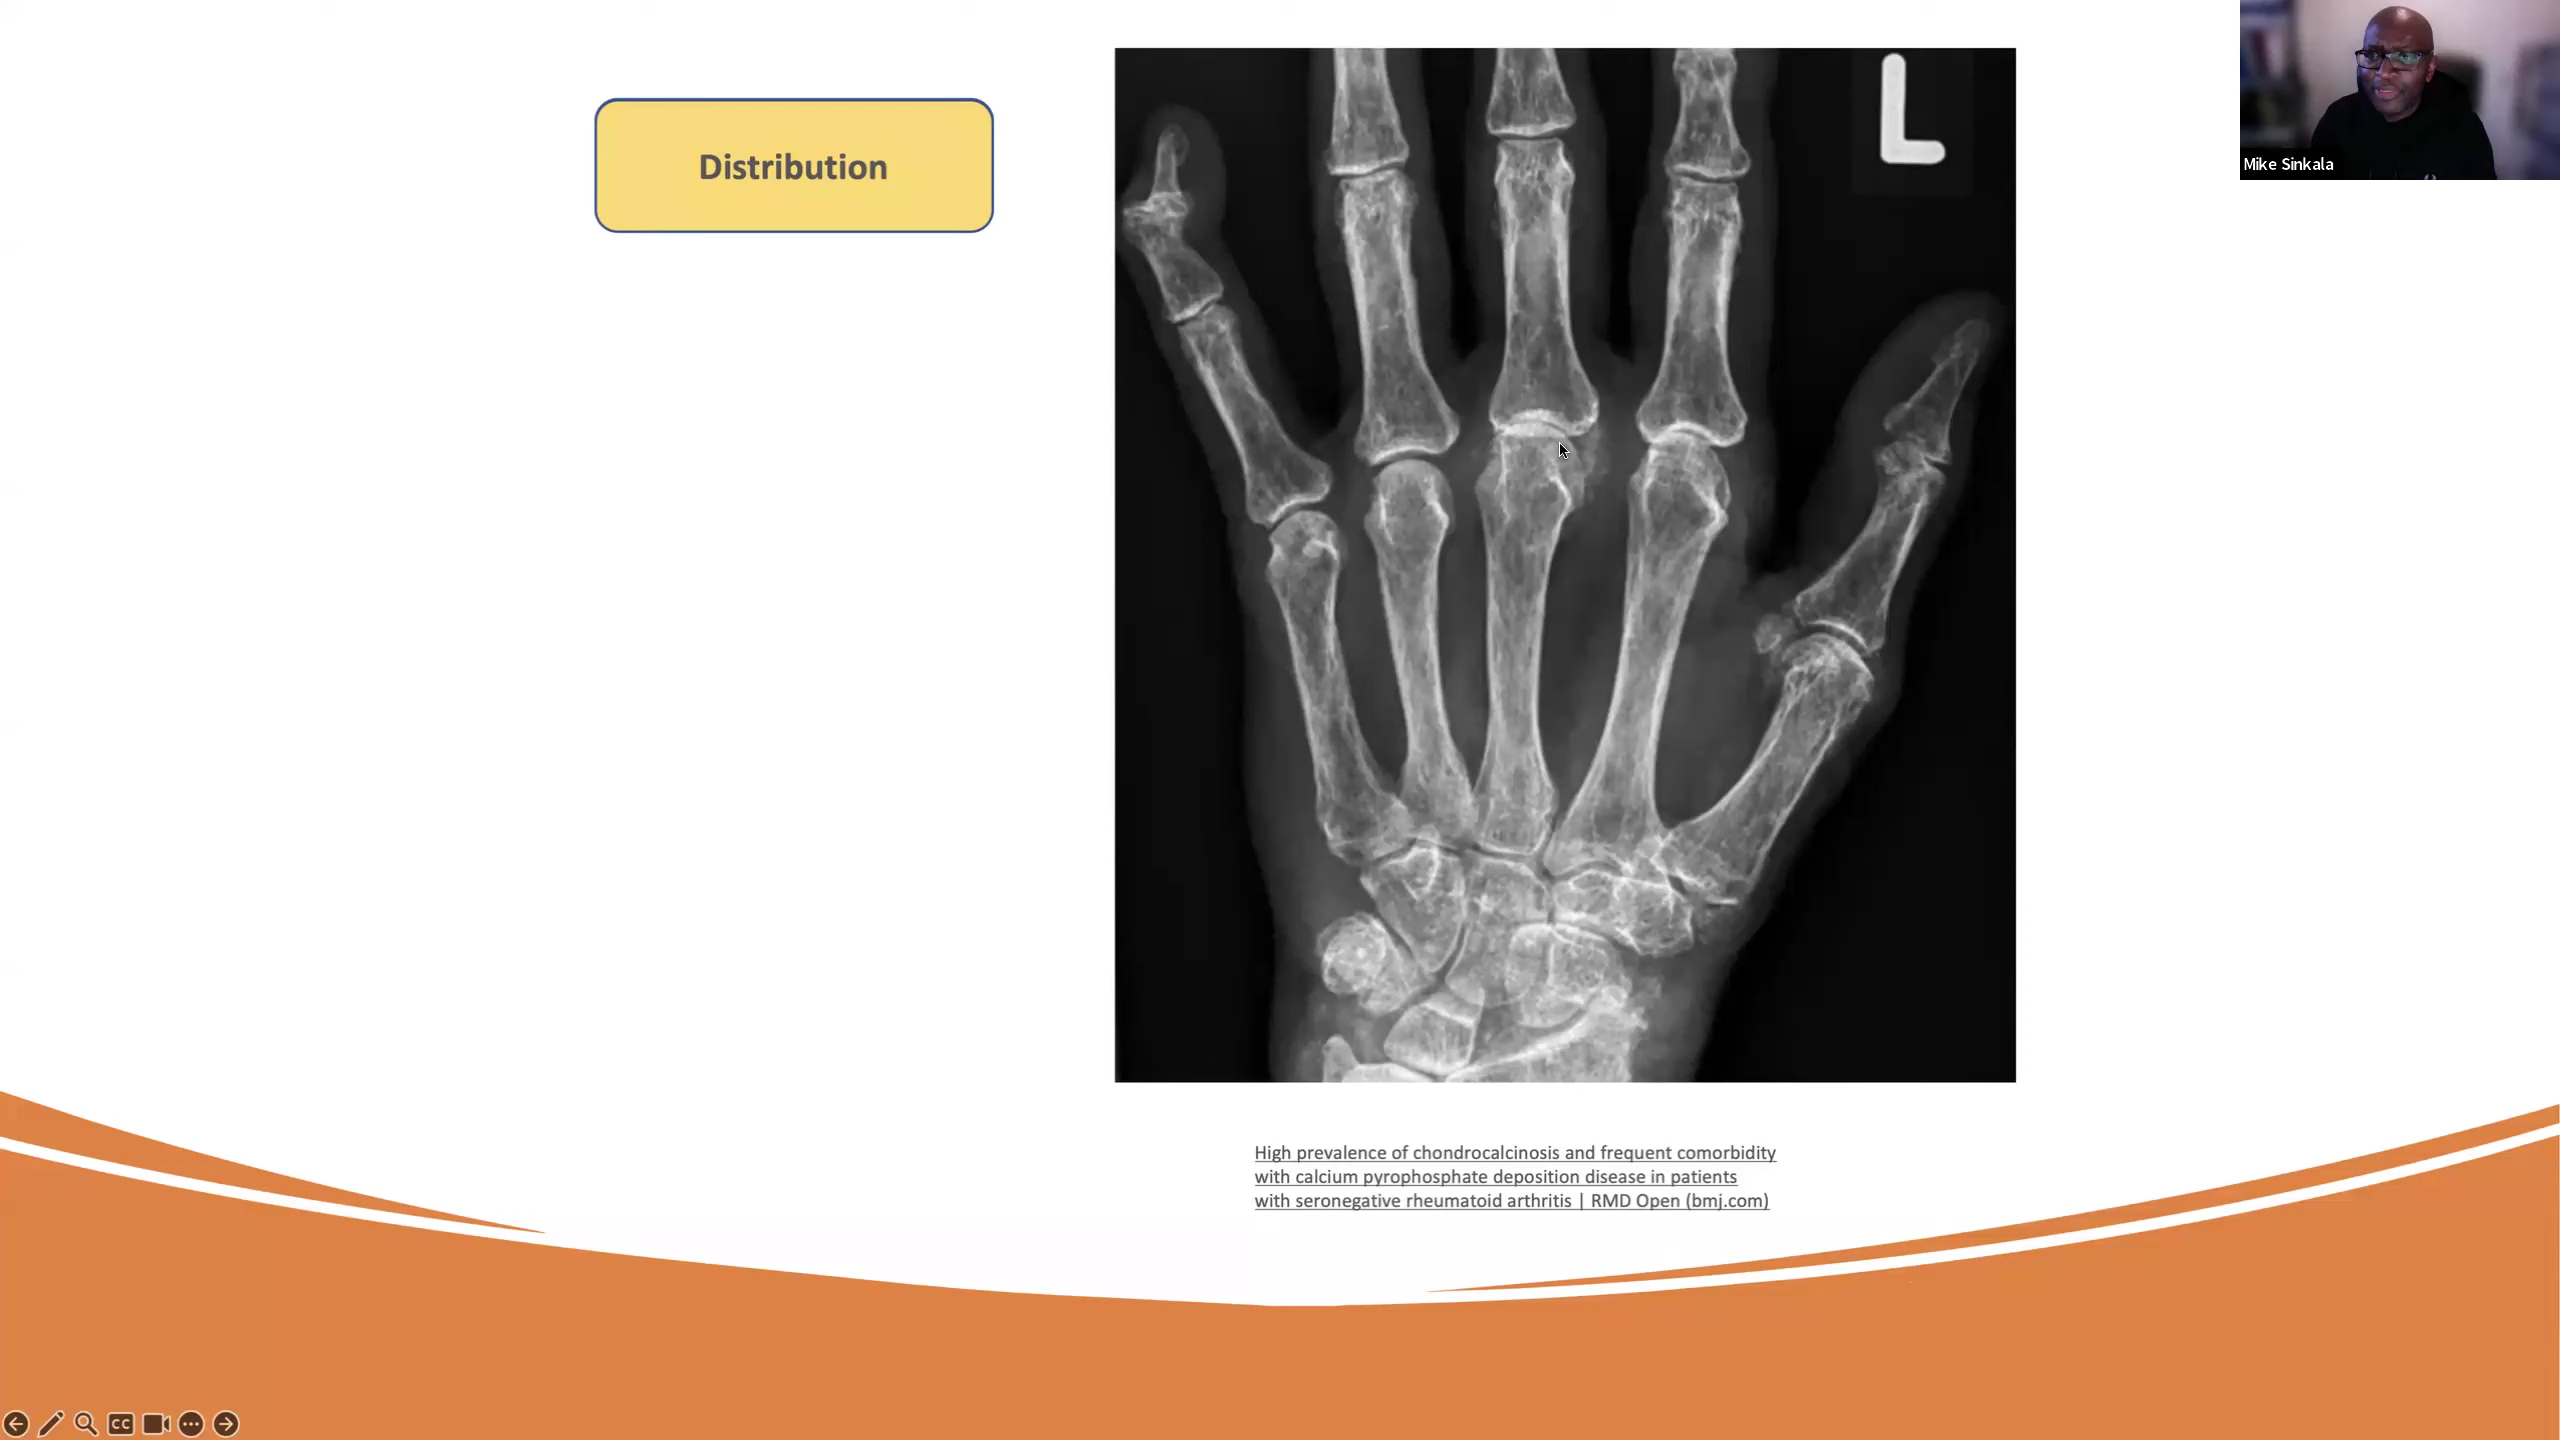 L
Distribution
Mike Sinkala
High prevalence of chondrocalcinosis and frequent comorbidity
with calcium pyrophosphate deposition disease in patients
with seronegative rheumatoid arthritis | RMD Open (bmj.com)
CC